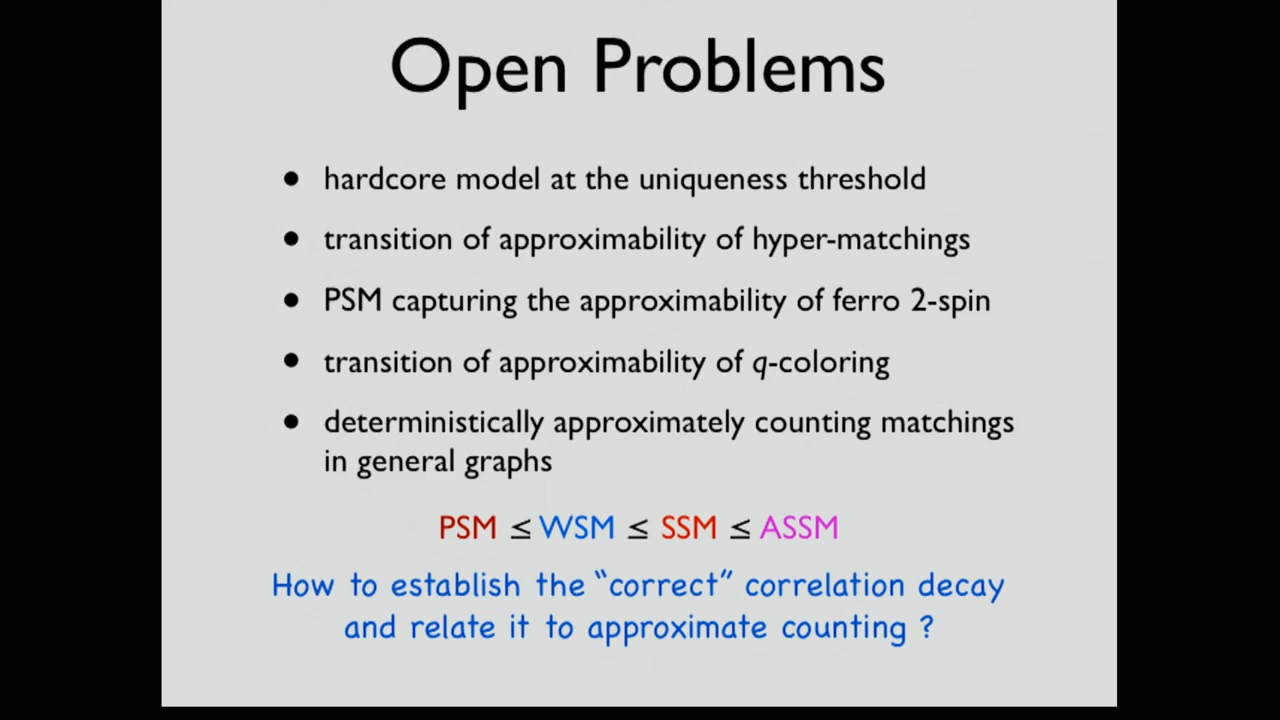 Open Problems
• hardcore model at the uniqueness threshold
• transition of approximability of hyper-matchings
• PSM capturing the approximability of ferro 2-spin
• transition of approximability of q-coloring
• deterministically approximately counting matchings
in general graphs
PSM ≤ WSM ≤ SSM ≤ ASSM
How to establish the “correct” correlation decay
and relate it to approximate counting ?